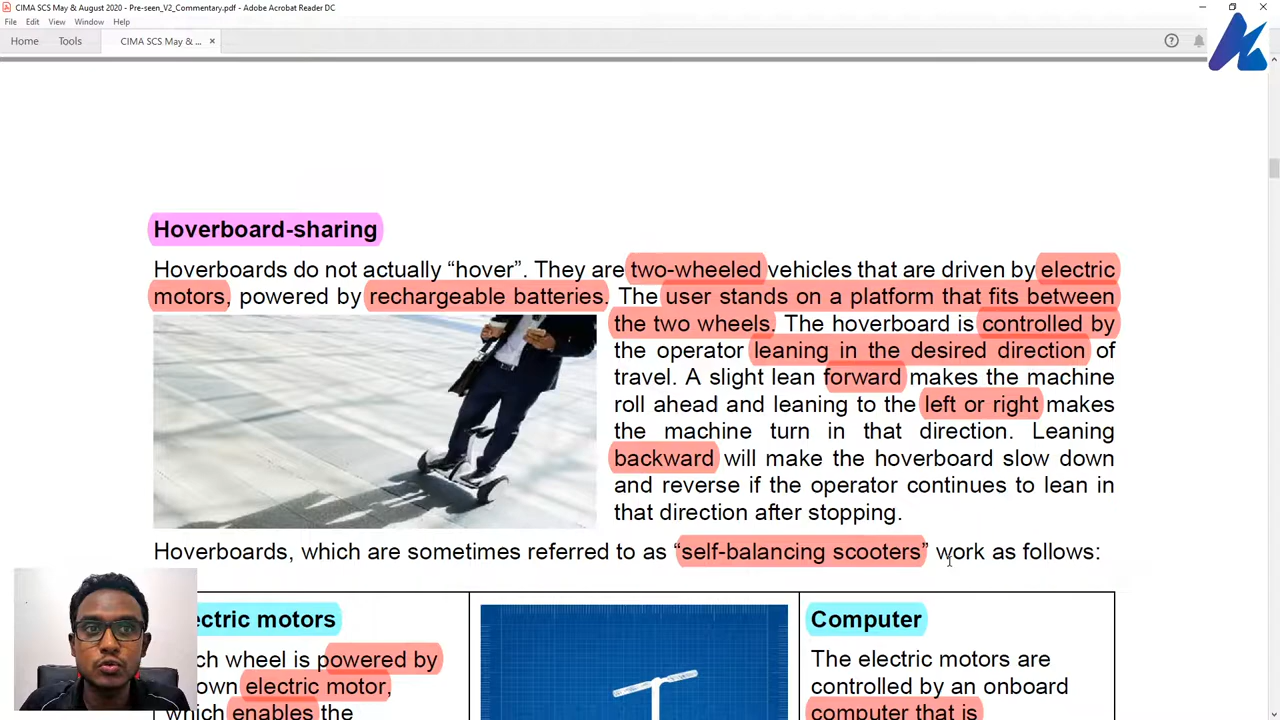 CIMA SCS May & August 2020 - Pre-seen_V2_Commentary.pdf - Adobe Acrobat Reader DC
File Edit View Window Help
Home Tools CIMA SCS May & ... ×
Hoverboard-sharing
Hoverboards do not actually “hover”. They are two-wheeled vehicles that are driven by electric
motors, powered by rechargeable batteries. The user stands on a platform that fits between
the two wheels. The hoverboard is controlled by
the operator leaning in the desired direction of
travel. A slight lean forward makes the machine
roll ahead and leaning to the left or right makes
the machine turn in that direction. Leaning
backward will make the hoverboard slow down
and reverse if the operator continues to lean in
that direction after stopping.
Hoverboards, which are sometimes referred to as “self-balancing scooters” work as follows:
ectric motors
ch wheel is powered by
own electric motor,
which enables the
Computer
The electric motors are
controlled by an onboard
computer that is